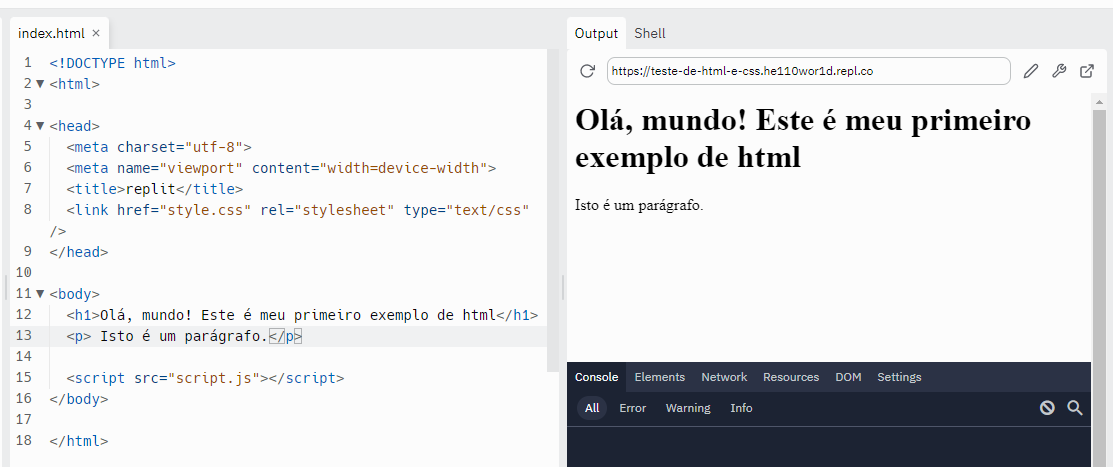 index.html ×
1 <!DOCTYPE html>
2 <html>
3
4 <head>
5 <meta charset="utf-8">
6 <meta name="viewport" content="width=device-width">
7 <title>replit</title>
8 <link href="style.css" rel="stylesheet" type="text/css"
/>
9 </head>
10
11 <body>
12 <h1>Olá, mundo! Este é meu primeiro exemplo de html</h1>
13 <p> Isto é um parágrafo.</p>
14
15 <script src="script.js"></script>
16 </body>
17
18 </html>
Output Shell
https://teste-de-html-e-css.he110wor1d.repl.co
Olá, mundo! Este é meu primeiro
exemplo de html
Isto é um parágrafo.
Console Elements Network Resources DOM Settings
All Error Warning Info